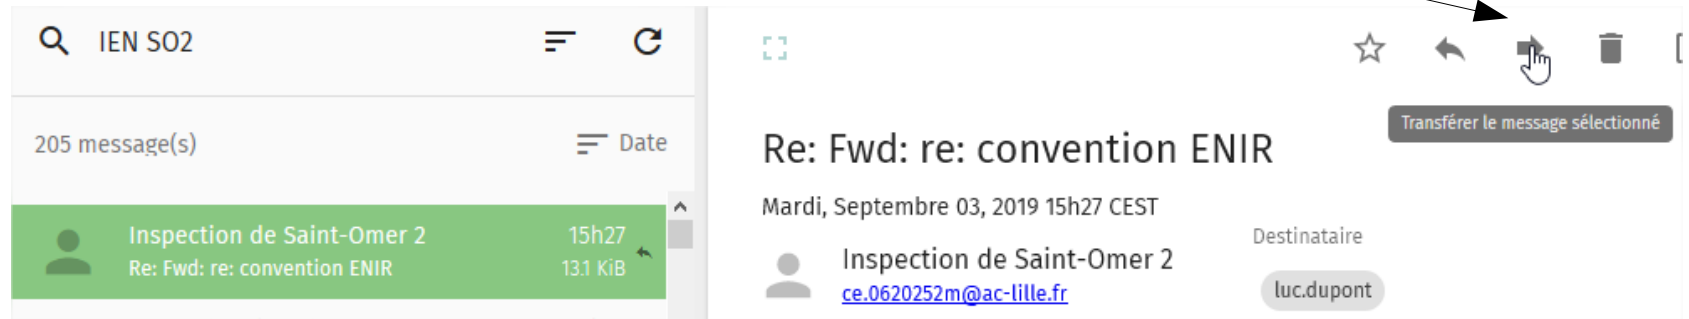 IEN SO2
205 message(s)
Date
Inspection de Saint-Omer 2
15h27
Re: Fwd: re: convention ENIR
13.1 KiB
Transférer le message sélectionné
Re: Fwd: re: convention ENIR
Mardi, Septembre 03, 2019 15h27 CEST
Destinataire
Inspection de Saint-Omer 2
ce.0620252m@ac-lille.fr
luc.dupont